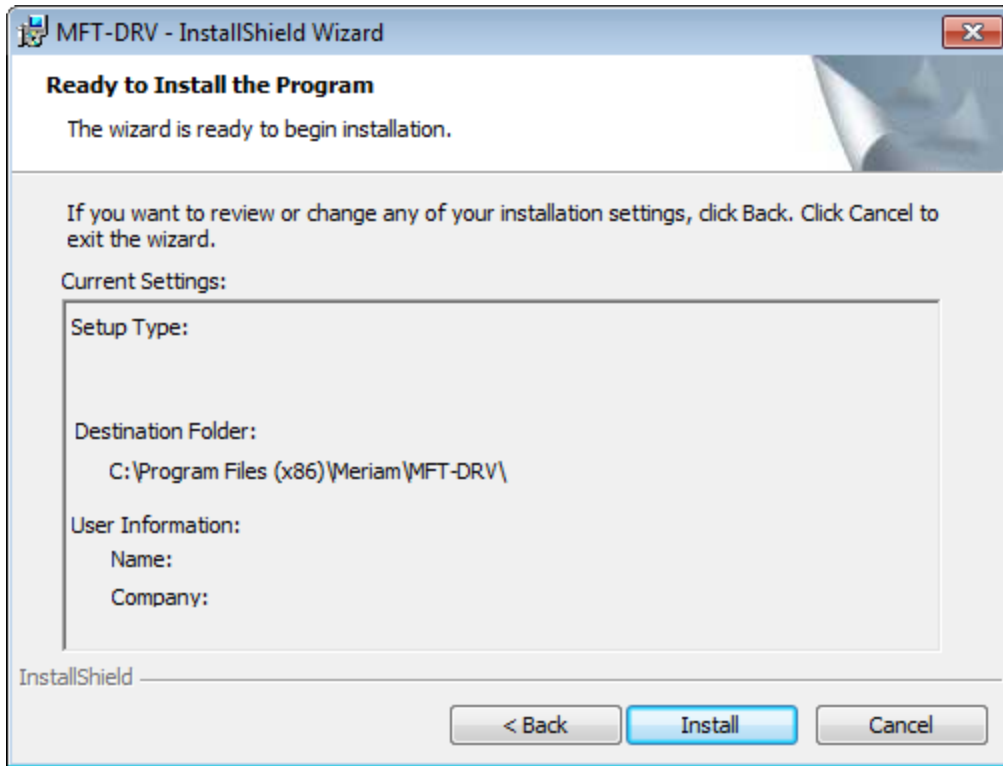 MFT-DRV - InstallShield Wizard
Ready to Install the Program
The wizard is ready to begin installation.
If you want to review or change any of your installation settings, click Back. Click Cancel to
exit the wizard.
Current Settings:
Setup Type:
Destination Folder:
C:\Program Files (x86)\Meriam\MFT-DRV\
User Information:
Name:
Company:
InstallShield
< Back
Install
Cancel